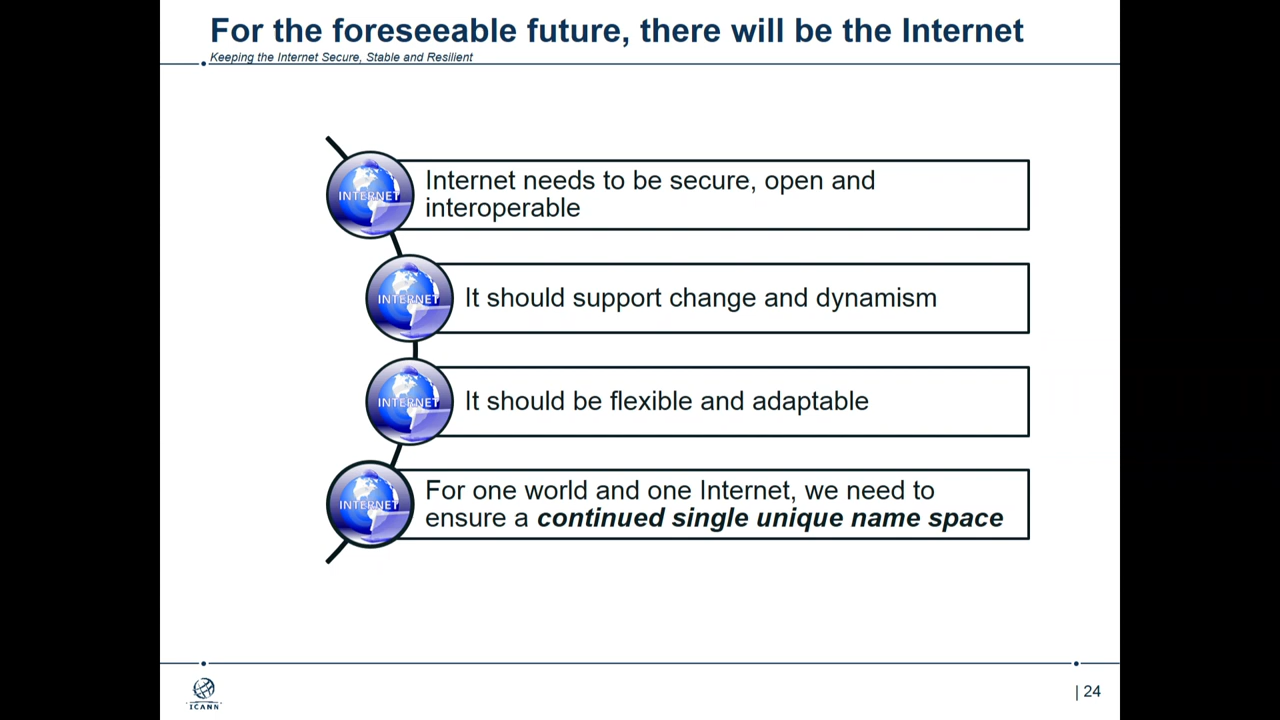 For the foreseeable future, there will be the Internet
Keeping the Internet Secure, Stable and Resilient
INTERNET
Internet needs to be secure, open and
interoperable
INTERNET
It should support change and dynamism
INTERNET
It should be flexible and adaptable
INTERNET
For one world and one Internet, we need to
ensure a continued single unique name space
ICANN
| 24